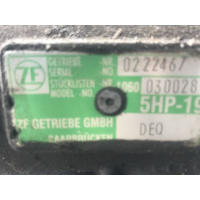 ZF
GETRIEBE -NR. 0222467
SERIAL -NO.
STÜCKLISTEN -NR. 1060 030028
MODEL -NO. 5HP-19
ZF GETRIEBE GMBH DEQ
SAARBRÜCKEN